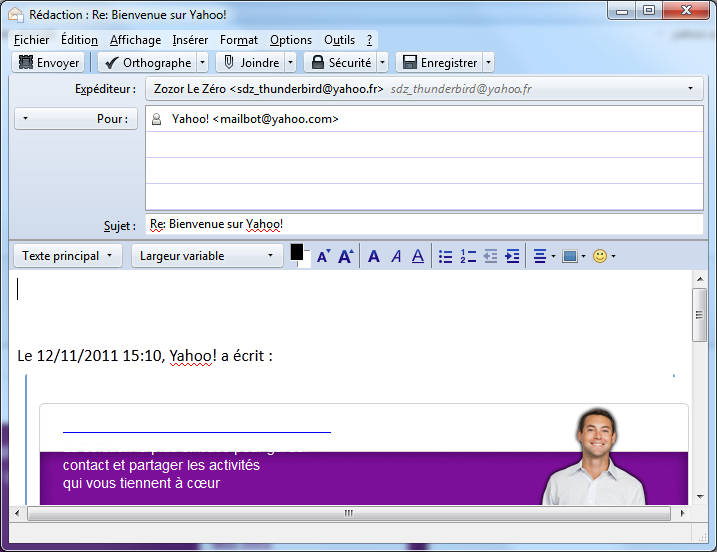 Rédaction : Re: Bienvenue sur Yahoo!
Fichier Édition Affichage Insérer Format Options Outils ?
Envoyer Orthographe Joindre Sécurité Enregistrer
Expéditeur : Zozor Le Zéro <sdz_thunderbird@yahoo.fr> sdz_thunderbird@yahoo.fr
Pour : Yahoo! <mailbot@yahoo.com>
Sujet : Re: Bienvenue sur Yahoo!
Texte principal Largeur variable
Le 12/11/2011 15:10, Yahoo! a écrit :
contact et partager les activités
qui vous tiennent à cœur